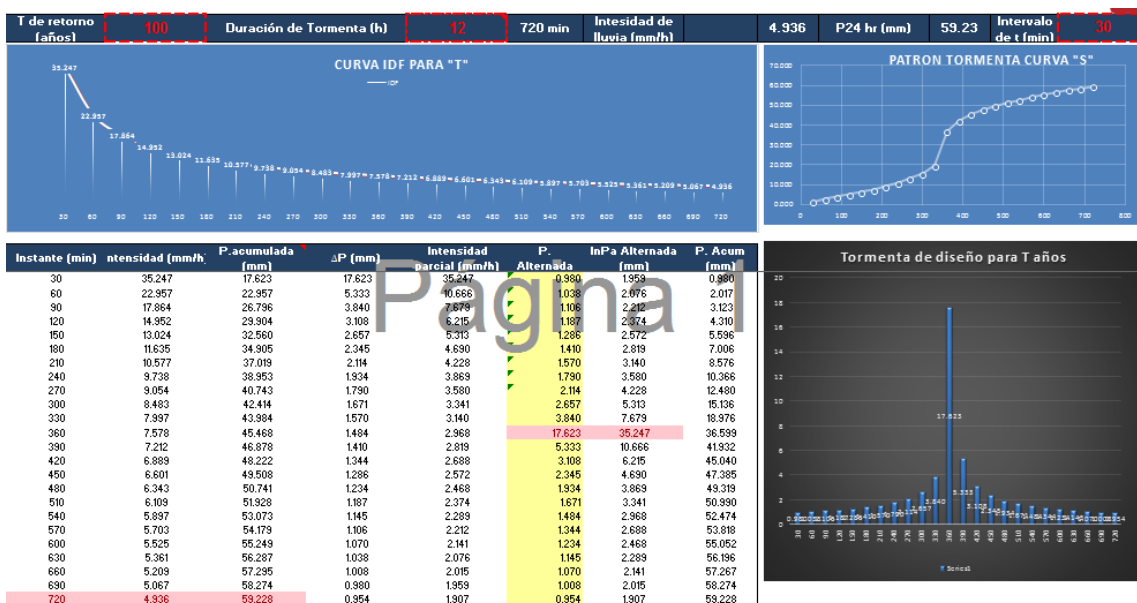 T de retorno (años) 100 Duración de Tormenta (h) 12 720 min Intesidad de lluvia (mm/h) 4.936 P24 hr (mm) 59.23 Intervalo de t (min) 30
CURVA IDF PARA "T"
IDF
35.247 22.957 17.864 14.952 13.024 11.635 10.577 9.738 9.054 8.483 7.997 7.578 7.212 6.889 6.601 6.343 6.109 5.897 5.703 5.525 5.361 5.209 5.067 4.936
30 60 90 120 150 180 210 240 270 300 330 360 390 420 450 480 510 540 570 600 630 660 690 720
PATRON TORMENTA CURVA "S"
70.000
60.000
50.000
40.000
30.000
20.000
10.000
0.000
0 100 200 300 400 500 600 700 800
Instante (min) ntensidad (mm/h) P.acumulada (mm) ΔP (mm) Intensidad parcial (mm/h) P. Alternada InPa Alternada (mm) P. Acum (mm)
30 35.247 17.623 17.623 35.247 0.980 1.959 0.980
60 22.957 22.957 5.333 10.666 1.038 2.076 2.017
90 17.864 26.796 3.840 7.679 1.106 2.212 3.123
120 14.952 29.904 3.108 6.215 1.187 2.374 4.310
150 13.024 32.560 2.657 5.313 1.286 2.572 5.596
180 11.635 34.905 2.345 4.690 1.410 2.819 7.006
210 10.577 37.019 2.114 4.228 1.570 3.140 8.576
240 9.738 38.953 1.934 3.869 1.790 3.580 10.366
270 9.054 40.743 1.790 3.580 2.114 4.228 12.480
300 8.483 42.414 1.671 3.341 2.657 5.313 15.136
330 7.997 43.984 1.570 3.140 3.840 7.679 18.976
360 7.578 45.468 1.484 2.968 17.623 35.247 36.599
390 7.212 46.878 1.410 2.819 5.333 10.666 41.932
420 6.889 48.222 1.344 2.688 3.108 6.215 45.040
450 6.601 49.508 1.286 2.572 2.345 4.690 47.385
480 6.343 50.741 1.234 2.468 1.934 3.869 49.319
510 6.109 51.928 1.187 2.374 1.671 3.341 50.990
540 5.897 53.073 1.145 2.289 1.484 2.968 52.474
570 5.703 54.179 1.106 2.212 1.344 2.688 53.818
600 5.525 55.249 1.070 2.141 1.234 2.468 55.052
630 5.361 56.287 1.038 2.076 1.145 2.289 56.196
660 5.209 57.295 1.008 2.015 1.070 2.141 57.267
690 5.067 58.274 0.980 1.959 1.008 2.015 58.274
720 4.936 59.228 0.954 1.907 0.954 1.907 59.228
Página 1
Tormenta de diseño para T años
20
18
16
14
12
10
8
6
4
2
0
17.623
5.333
3.840
30 60 90 120 150 180 210 240 270 300 330 360 390 420 450 480 510 540 570 600 630 660 690 720
Series1